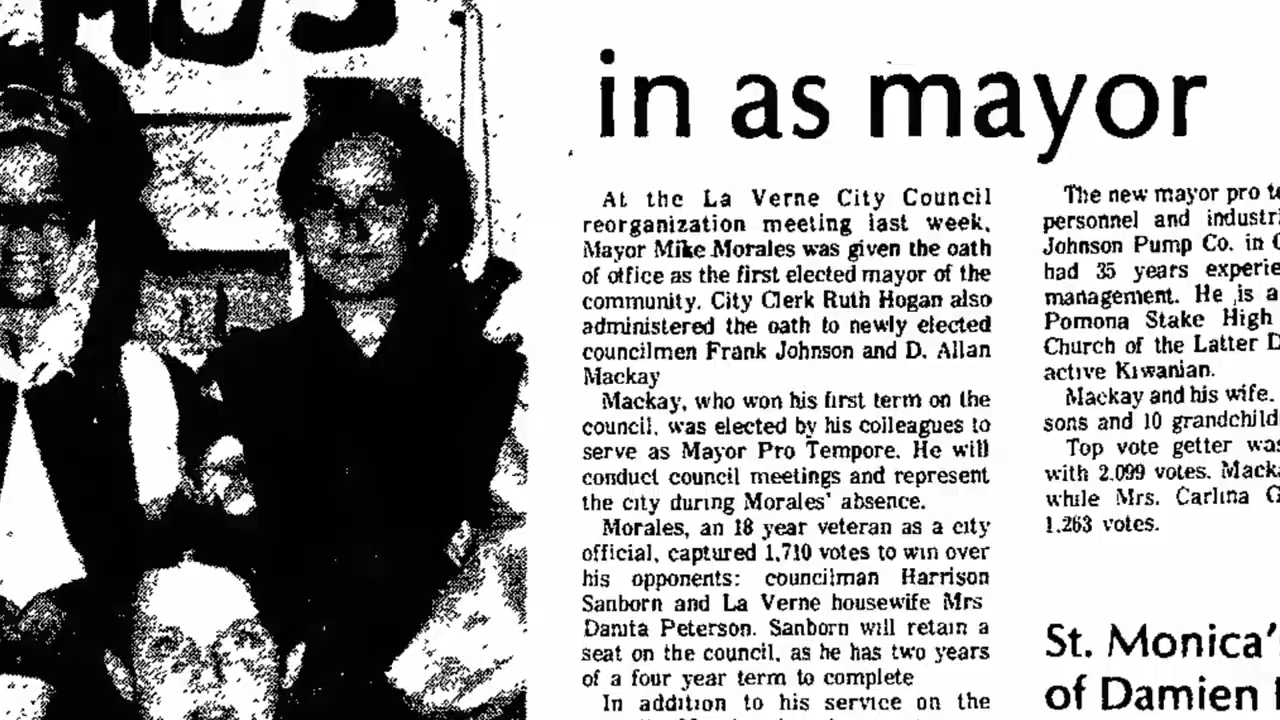 in as mayor
At the La Verne City Council
reorganization meeting last week,
Mayor Mike Morales was given the oath
of office as the first elected mayor of the
community. City Clerk Ruth Hogan also
administered the oath to newly elected
councilmen Frank Johnson and D. Allan
Mackay
Mackay, who won his first term on the
council, was elected by his colleagues to
serve as Mayor Pro Tempore. He will
conduct council meetings and represent
the city during Morales' absence.
Morales, an 18 year veteran as a city
official, captured 1,710 votes to win over
his opponents: councilman Harrison
Sanborn and La Verne housewife Mrs
Danita Peterson. Sanborn will retain a
seat on the council, as he has two years
of a four year term to complete
In addition to his service on the
The new mayor pro
personnel and
Johnson Pump Co. in
had 35 years
management. He is a
Pomona Stake High
Church of the Latter
active Kiwanian.
Mackay and his wife.
sons and 10
Top vote getter was
with 2,099 votes.
while Mrs. Carlina G
1,263 votes.
St. Monica's
of Damien